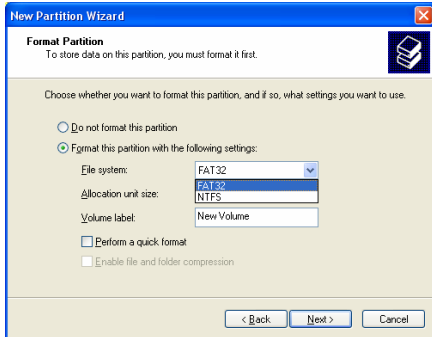 New Partition Wizard
Format Partition
To store data on this partition, you must format it first.
Choose whether you want to format this partition, and if so, what settings you want to use.
Do not format this partition
Format this partition with the following settings:
File system: FAT32
FAT32
Allocation unit size: NTFS
Volume label: New Volume
Perform a quick format
Enable file and folder compression
< Back Next > Cancel